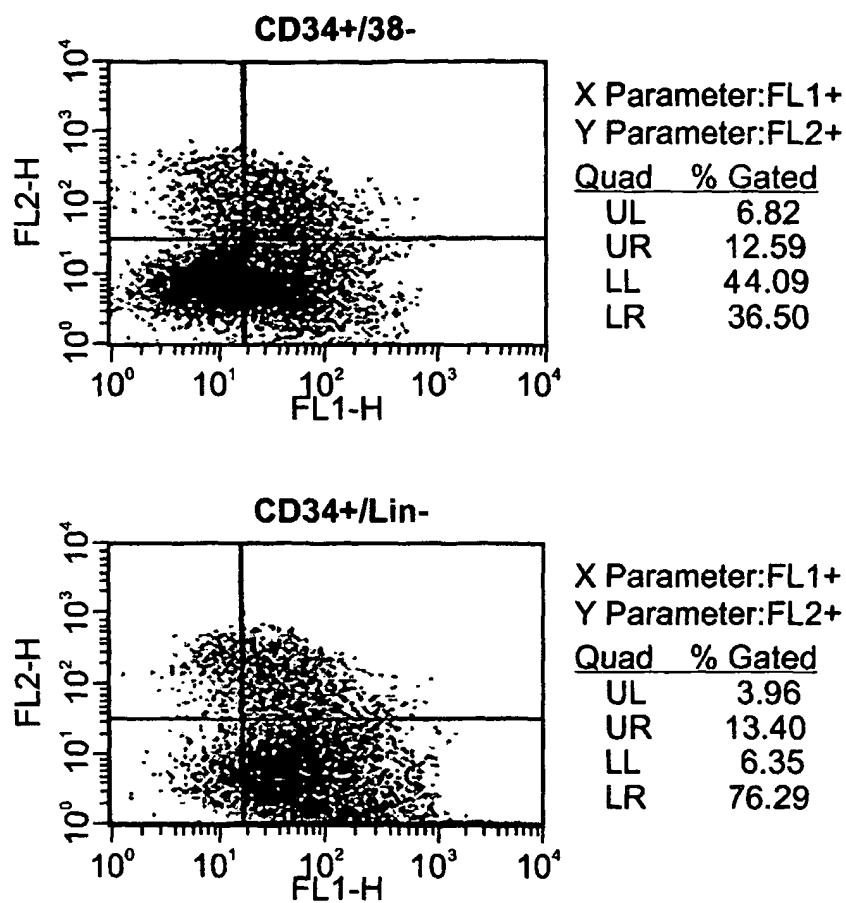 CD34+/38-
10⁴
10³
10²
10¹
10⁰
FL2-H
10⁰ 10¹ 10² 10³ 10⁴
FL1-H
X Parameter:FL1+
Y Parameter:FL2+
Quad % Gated
UL 6.82
UR 12.59
LL 44.09
LR 36.50
CD34+/Lin-
10⁴
10³
10²
10¹
10⁰
FL2-H
10⁰ 10¹ 10² 10³ 10⁴
FL1-H
X Parameter:FL1+
Y Parameter:FL2+
Quad % Gated
UL 3.96
UR 13.40
LL 6.35
LR 76.29